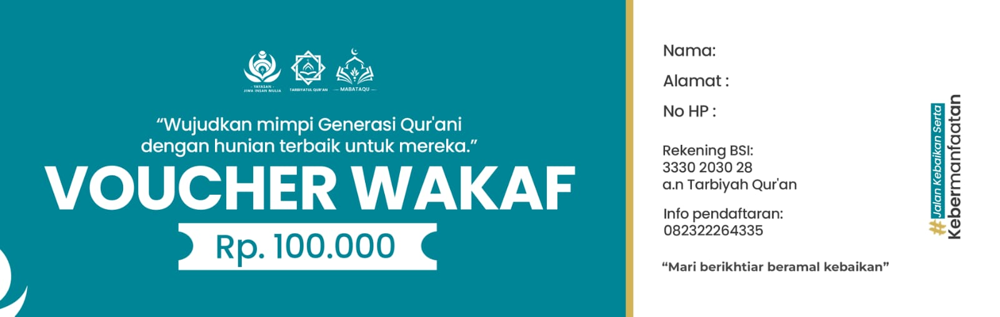 - YAYASAN -
JIWA INSAN MULIA
TARBIYATUL QUR'AN
MABATAQU
“Wujudkan mimpi Generasi Qur'ani
dengan hunian terbaik untuk mereka.”
VOUCHER WAKAF
Rp. 100.000
Nama:
Alamat :
No HP :
Rekening BSI:
3330 2030 28
a.n Tarbiyah Qur'an
Info pendaftaran:
082322264335
“Mari berikhtiar beramal kebaikan”
#Jalan Kebaikan Serta
Kebermanfaatan